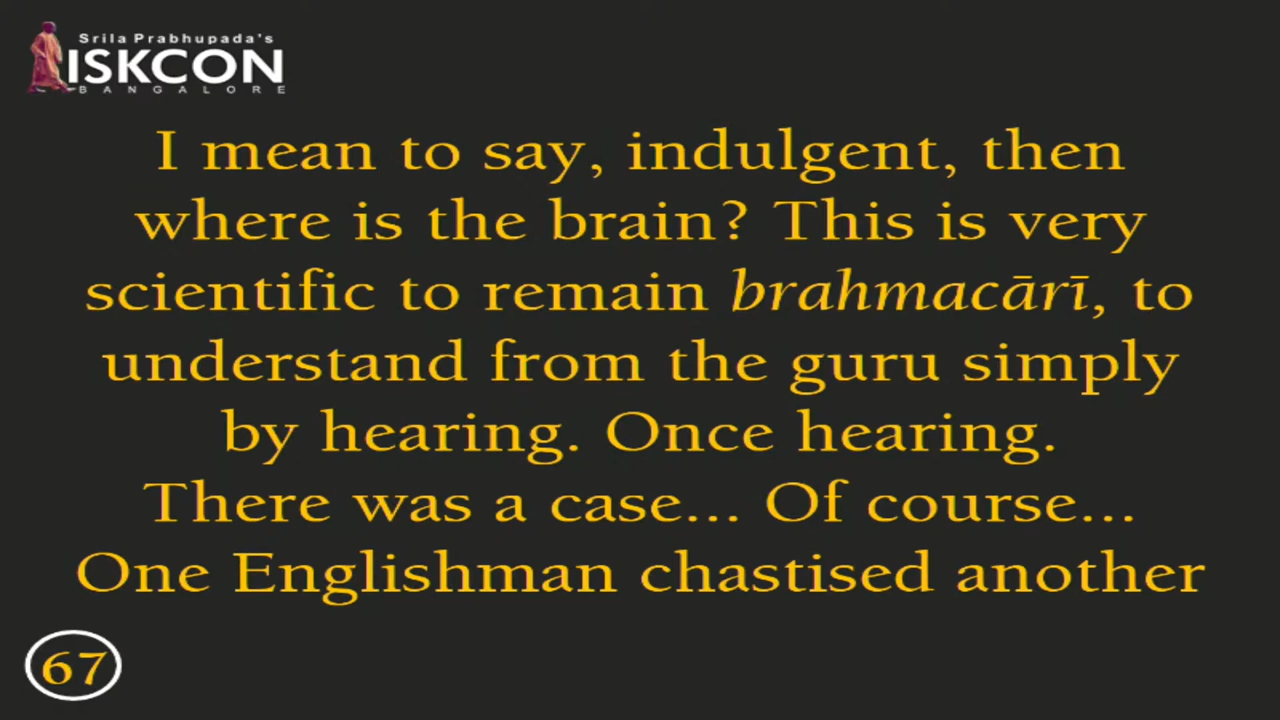 Srila Prabhupada's
ISKCON
BANGALORE
I mean to say, indulgent, then
where is the brain? This is very
scientific to remain brahmacārī, to
understand from the guru simply
by hearing. Once hearing.
There was a case... Of course...
One Englishman chastised another
67